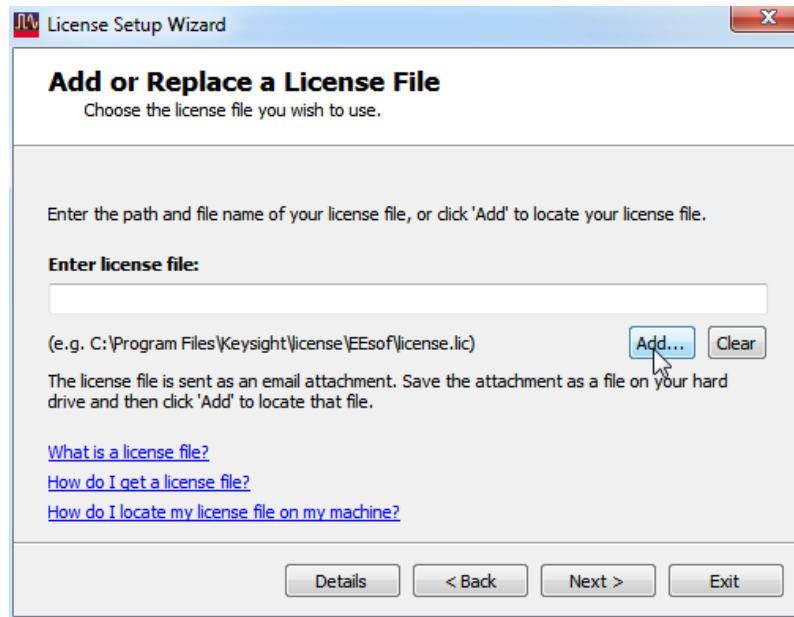 License Setup Wizard
Add or Replace a License File
Choose the license file you wish to use.
Enter the path and file name of your license file, or click 'Add' to locate your license file.
Enter license file:
(e.g. C:\Program Files\Keysight\license\EEsof\license.lic)
Add...
Clear
The license file is sent as an email attachment. Save the attachment as a file on your hard
drive and then click 'Add' to locate that file.
What is a license file?
How do I get a license file?
How do I locate my license file on my machine?
Details
< Back
Next >
Exit